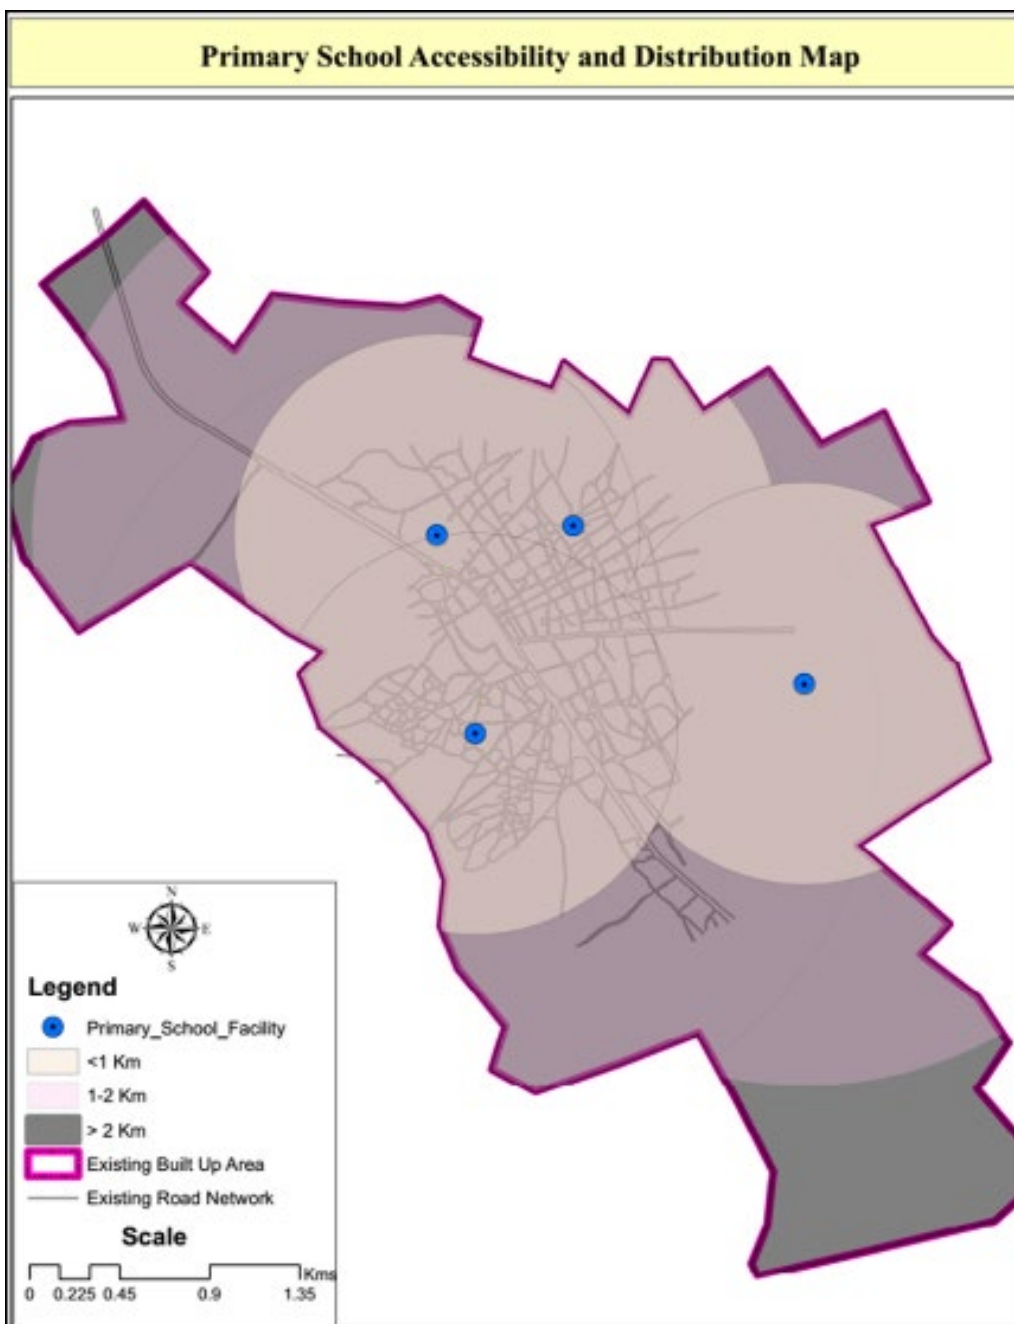 Primary School Accessibility and Distribution Map
N
W E
S
Legend
Primary_School_Facility
<1 Km
1-2 Km
> 2 Km
Existing Built Up Area
Existing Road Network
Scale
Kms
0 0.225 0.45 0.9 1.35